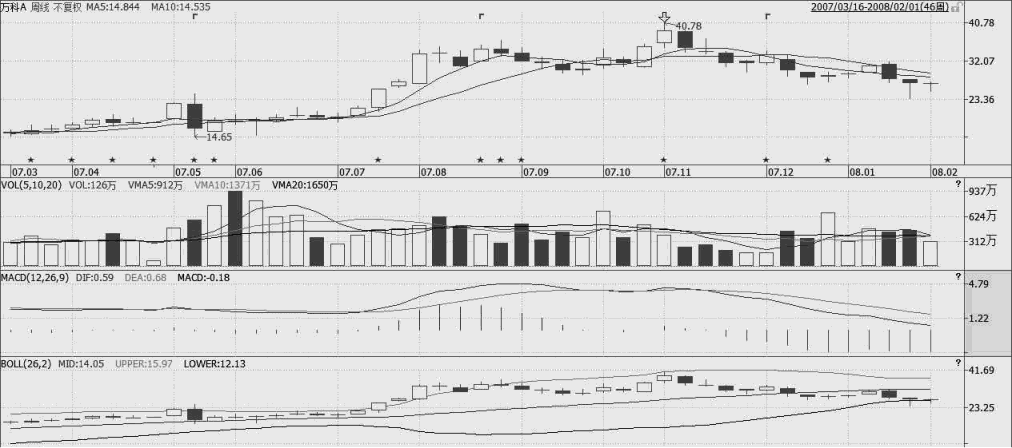 万科A 周线 不复权 MA5:14.844 MA10:14.535 2007/03/16-2008/02/01(46周)
40.78
40.78
32.07
23.36
14.65
07.03 07.04 07.04 07.05 07.06 07.07 07.08 07.09 07.10 07.11 07.12 08.01 08.02
VOL(5,10,20) VOL:126万 VMA5:912万 VMA10:1371万 VMA20:1650万 ?
937万
624万
312万
MACD(12,26,9) DIF:0.59 DEA:0.68 MACD:-0.18 ?
4.79
1.22
BOLL(26,2) MID:14.05 UPPER:15.97 LOWER:12.13 ?
41.69
23.25